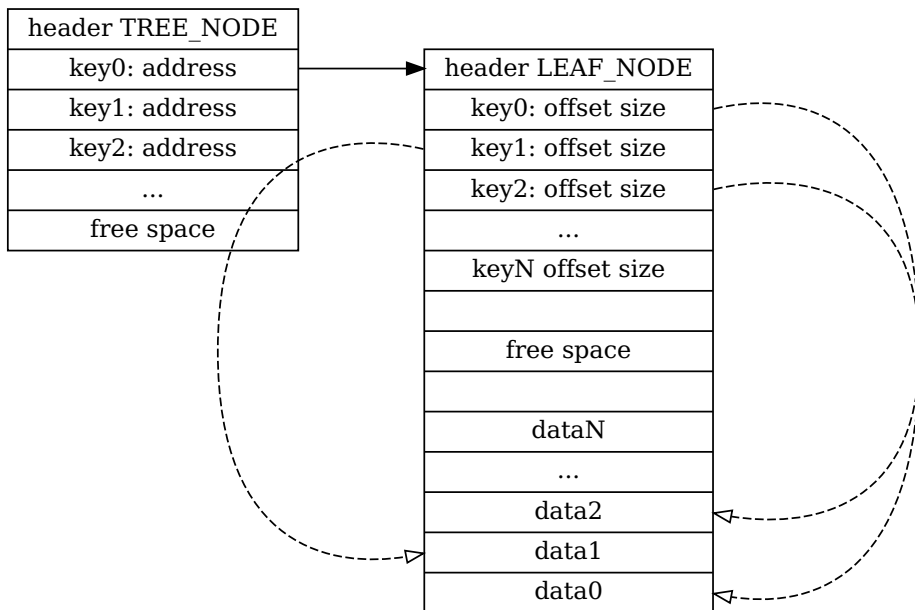 header TREE_NODE
key0: address
key1: address
key2: address
...
free space
header LEAF_NODE
key0: offset size
key1: offset size
key2: offset size
...
keyN offset size
free space
dataN
...
data2
data1
data0